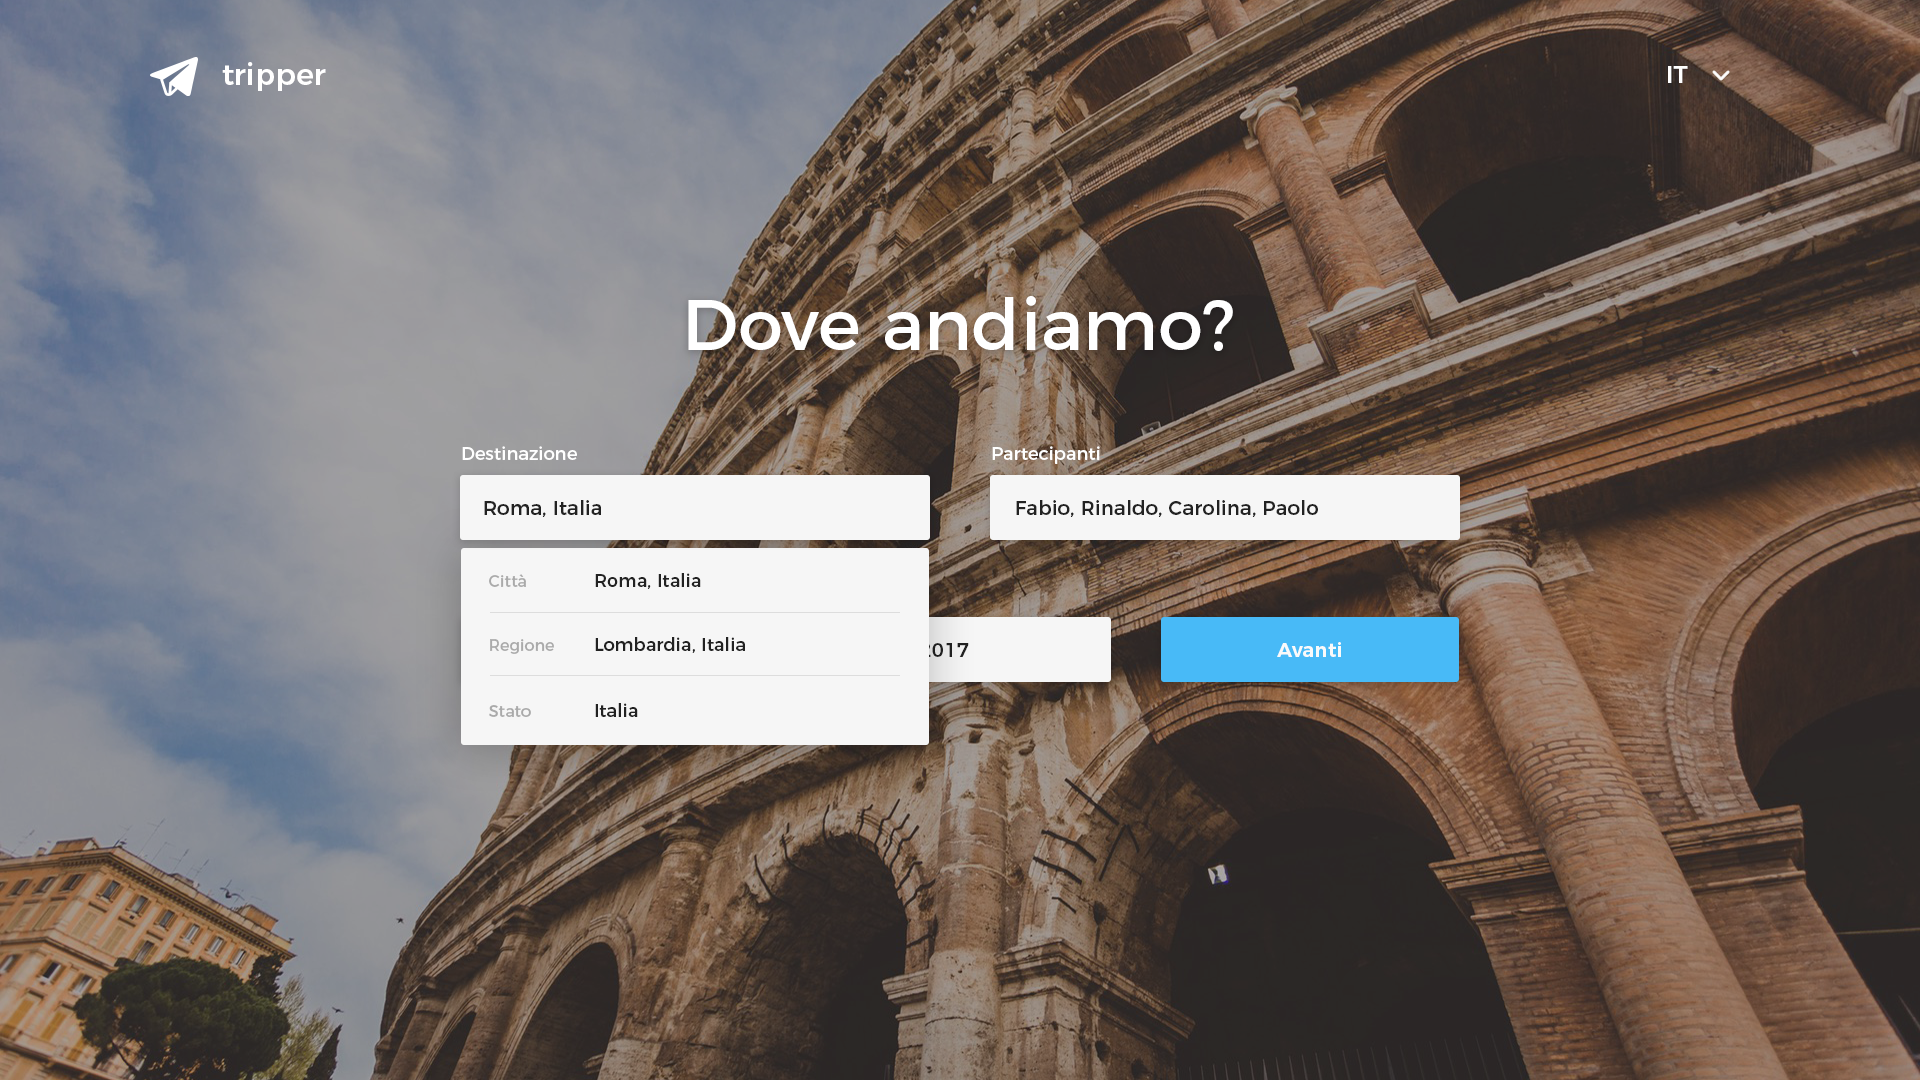 tripper
IT
Dove andiamo?
Destinazione
Partecipanti
Roma, Italia
Fabio, Rinaldo, Carolina, Paolo
Città Roma, Italia
Regione Lombardia, Italia
2017
Avanti
Stato Italia